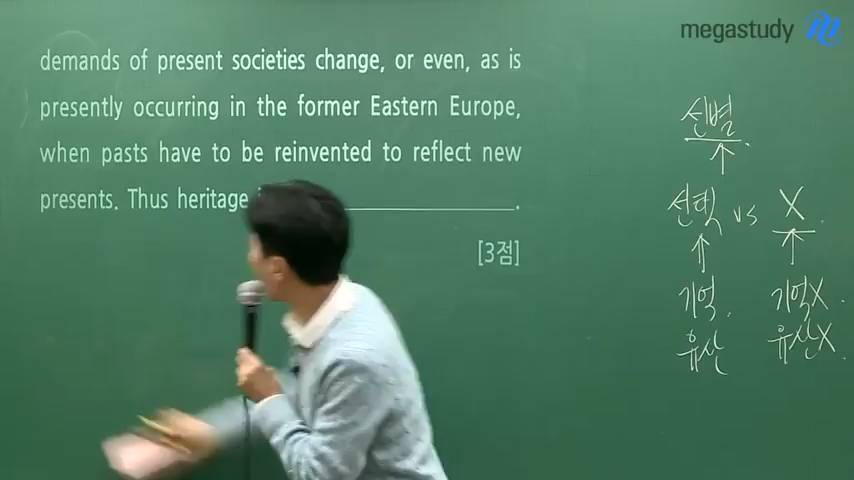 megastudy
demands of present societies change, or even, as is
presently occurring in the former Eastern Europe,
when pasts have to be reinvented to reflect new
presents. Thus heritage
[3점]
선별
선택 vs X
기억 기억X
유산 유산X